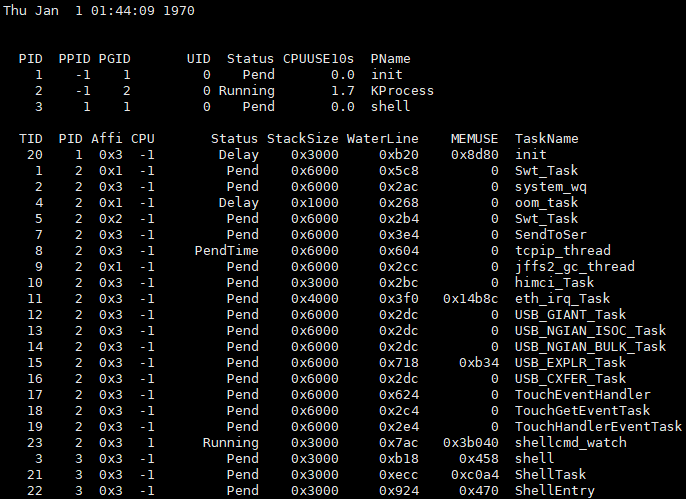 Thu Jan  1 01:44:09 1970
PID  PPID PGID       UID  Status CPUUSE10s  PName
1    -1    1         0    Pend       0.0  init
2    -1    2         0 Running       1.7  KProcess
3     1    1         0    Pend       0.0  shell
TID  PID Affi CPU       Status StackSize WaterLine    MEMUSE  TaskName
20    1  0x3  -1        Delay    0x3000     0xb20    0x8d80  init
1    2  0x1  -1         Pend    0x6000     0x5c8         0  Swt_Task
2    2  0x3  -1         Pend    0x6000     0x2ac         0  system_wq
4    2  0x1  -1        Delay    0x1000     0x268         0  oom_task
5    2  0x2  -1         Pend    0x6000     0x2b4         0  Swt_Task
7    2  0x3  -1         Pend    0x6000     0x3e4         0  SendToSer
8    2  0x3  -1     PendTime    0x6000     0x604         0  tcpip_thread
9    2  0x1  -1         Pend    0x6000     0x2cc         0  jffs2_gc_thread
10    2  0x3  -1         Pend    0x3000     0x2bc         0  himci_Task
11    2  0x3  -1         Pend    0x4000     0x3f0   0x14b8c  eth_irq_Task
12    2  0x3  -1         Pend    0x6000     0x2dc         0  USB_GIANT_Task
13    2  0x3  -1         Pend    0x6000     0x2dc         0  USB_NGIAN_ISOC_Task
14    2  0x3  -1         Pend    0x6000     0x2dc         0  USB_NGIAN_BULK_Task
15    2  0x3  -1         Pend    0x6000     0x718     0xb34  USB_EXPLR_Task
16    2  0x3  -1         Pend    0x6000     0x2dc         0  USB_CXFER_Task
17    2  0x3  -1         Pend    0x6000     0x624         0  TouchEventHandler
18    2  0x3  -1         Pend    0x6000     0x2c4         0  TouchGetEventTask
19    2  0x3  -1         Pend    0x6000     0x2e4         0  TouchHandlerEventTask
23    2  0x3   1      Running    0x3000     0x7ac   0x3b040  shellcmd_watch
3    3  0x3  -1         Pend    0x3000     0xb18     0x458  shell
21    3  0x3  -1         Pend    0x3000     0xecc    0xc0a4  ShellTask
22    3  0x3  -1         Pend    0x3000     0x924     0x470  ShellEntry